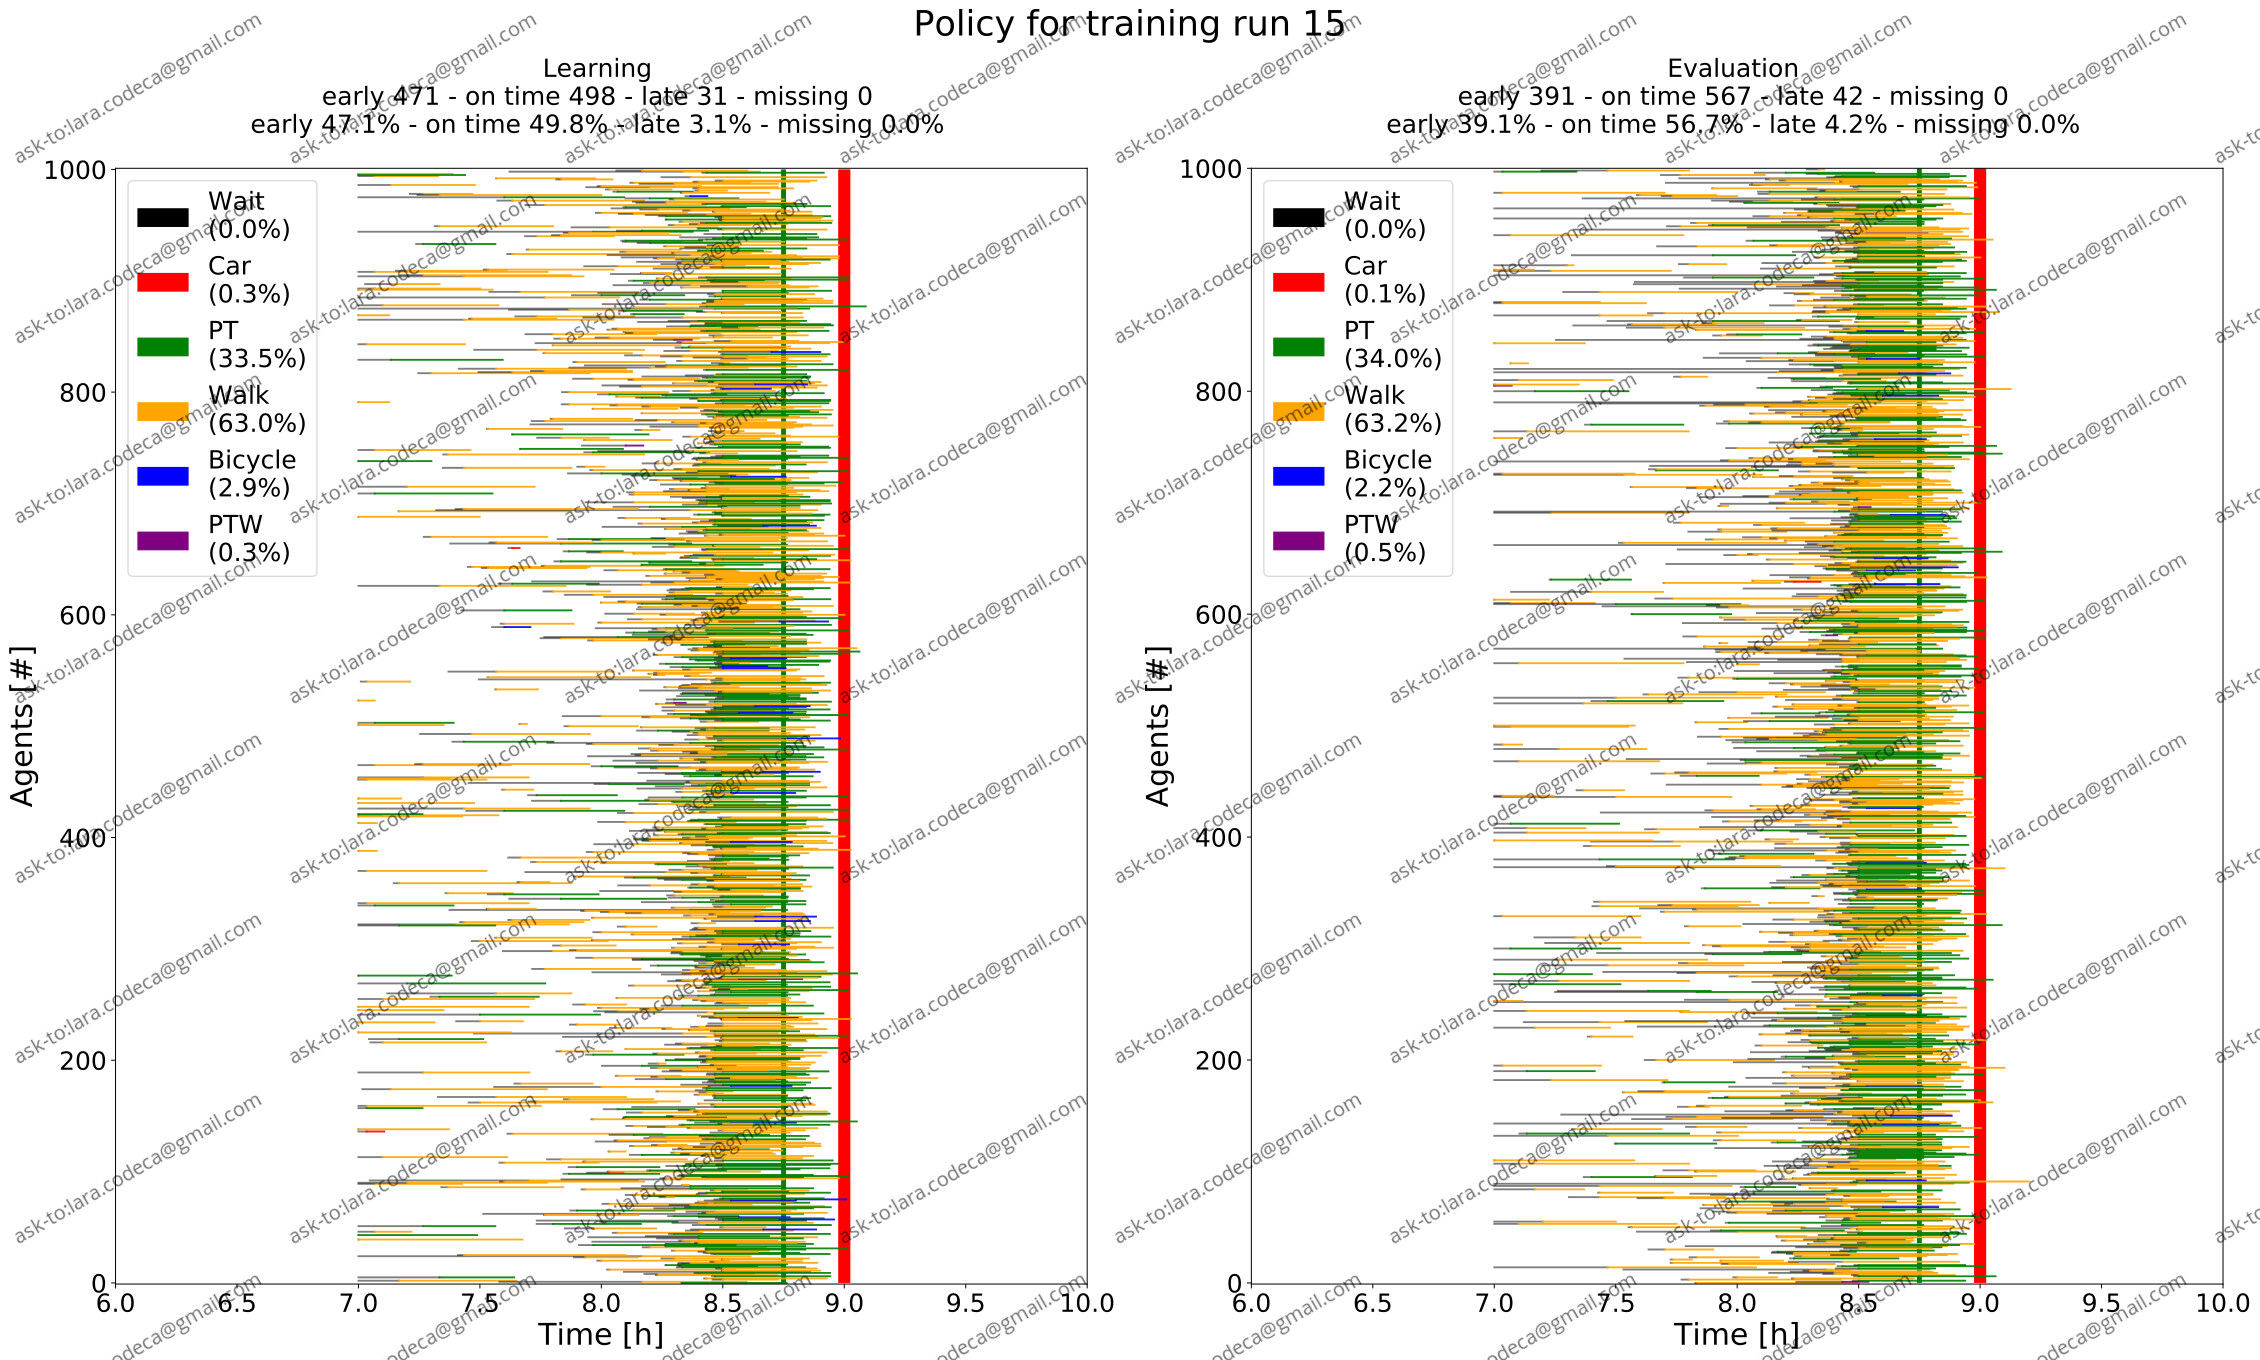 Policy for training run 15
Learning
early 471 - on time 498 - late 31 - missing 0
early 47.1% - on time 49.8% - late 3.1% - missing 0.0%
1000
800
600
400
200
0
Agents [#]
Wait
(0.0%)
Car
(0.3%)
PT
(33.5%)
Walk
(63.0%)
Bicycle
(2.9%)
PTW
(0.3%)
6.0 6.5 7.0 7.5 8.0 8.5 9.0 9.5 10.0
Time [h]
Evaluation
early 391 - on time 567 - late 42 - missing 0
early 39.1% - on time 56.7% - late 4.2% - missing 0.0%
1000
800
600
400
200
0
Agents [#]
Wait
(0.0%)
Car
(0.1%)
PT
(34.0%)
Walk
(63.2%)
Bicycle
(2.2%)
PTW
(0.5%)
6.0 6.5 7.0 7.5 8.0 8.5 9.0 9.5 10.0
Time [h]
ask-to:lara.codeca@gmail.com